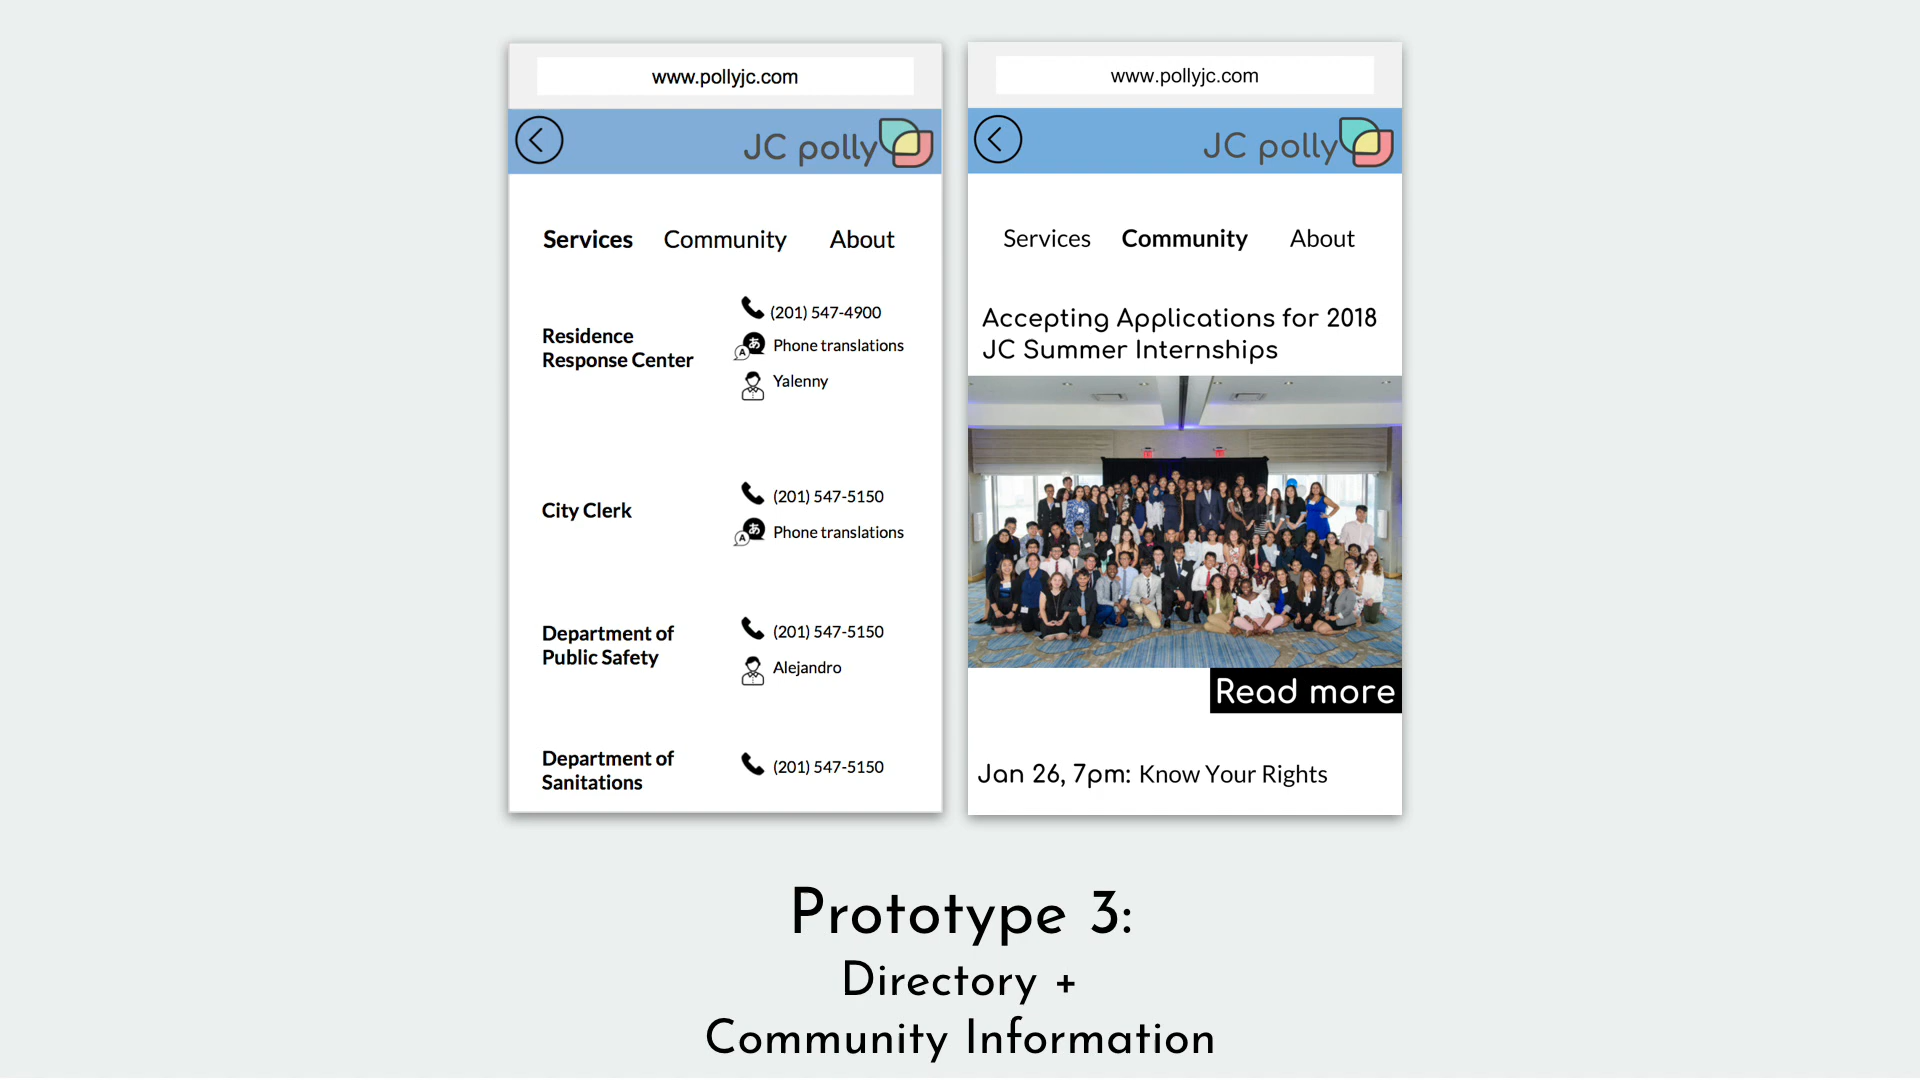 www.pollyjc.com
JC polly
Services Community About
Residence
Response Center
(201) 547-4900
Phone translations
Yalenny
City Clerk
(201) 547-5150
Phone translations
Department of
Public Safety
(201) 547-5150
Alejandro
Department of
Sanitations
(201) 547-5150
www.pollyjc.com
JC polly
Services Community About
Accepting Applications for 2018
JC Summer Internships
Read more
Jan 26, 7pm: Know Your Rights
Prototype 3:
Directory +
Community Information